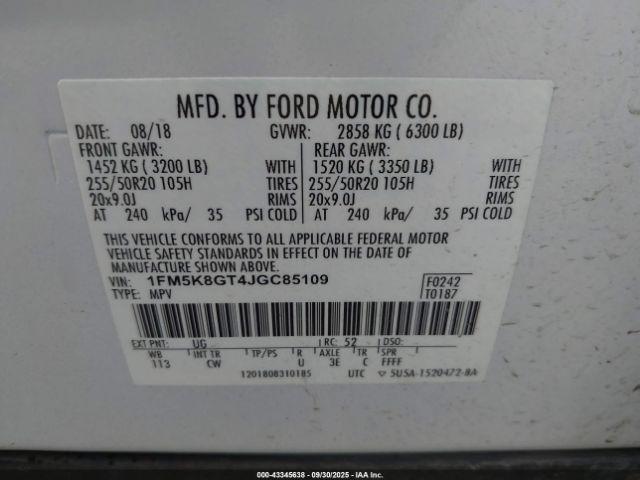 MFD. BY FORD MOTOR CO.
DATE: 08/18 GVWR: 2858 KG ( 6300 LB)
FRONT GAWR: REAR GAWR:
1452 KG ( 3200 LB) WITH 1520 KG ( 3350 LB) WITH
255/50R20 105H TIRES 255/50R20 105H TIRES
20x9.0J RIMS 20x9.0J RIMS
AT 240 kPa/ 35 PSI COLD AT 240 kPa/ 35 PSI COLD
THIS VEHICLE CONFORMS TO ALL APPLICABLE FEDERAL MOTOR
VEHICLE SAFETY STANDARDS IN EFFECT ON THE DATE OF
MANUFACTURE SHOWN ABOVE.
VIN: 1FM5K8GT4JGC85109 F0242
TYPE: MPV T0187
EXT PNT: UG RC: 52 DSO:
WB INT TR TP/PS R AXLE TR SPR
113 CW U 3E C FFFF
1201808310185 UTC 5USA-1520472-BA
000-43345638 - 09/30/2025 - IAA Inc.